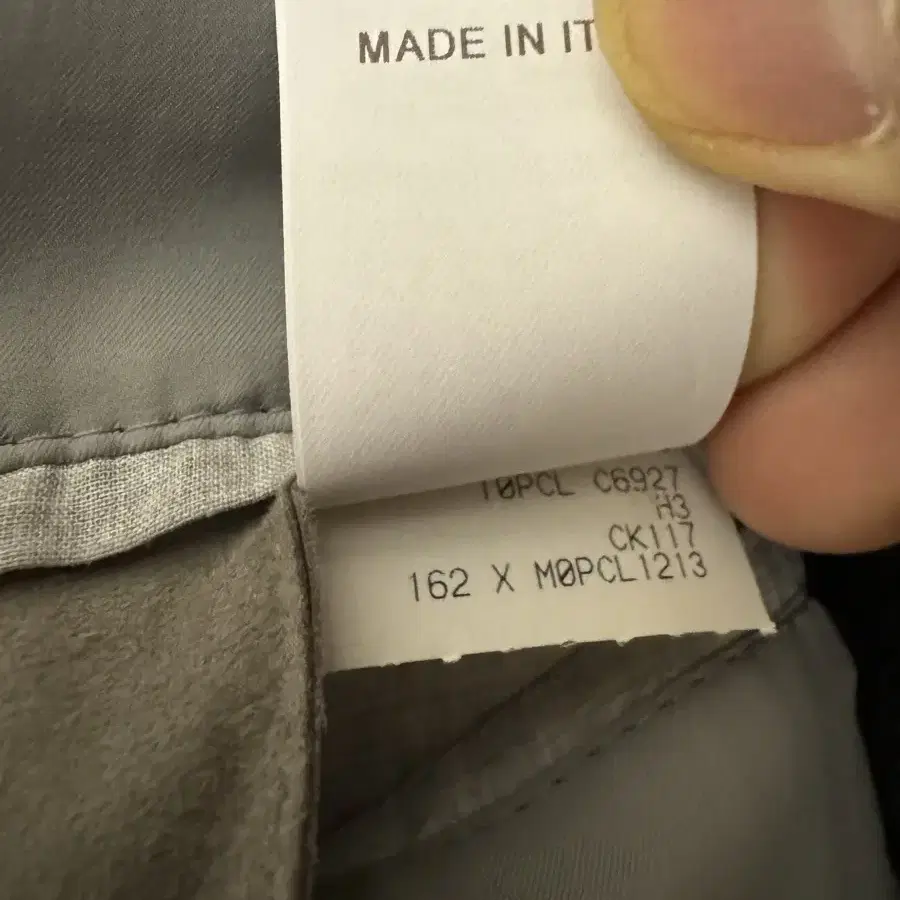 MADE IN IT
10PCL C6927
H3
CK117
162 X M0PCL1213